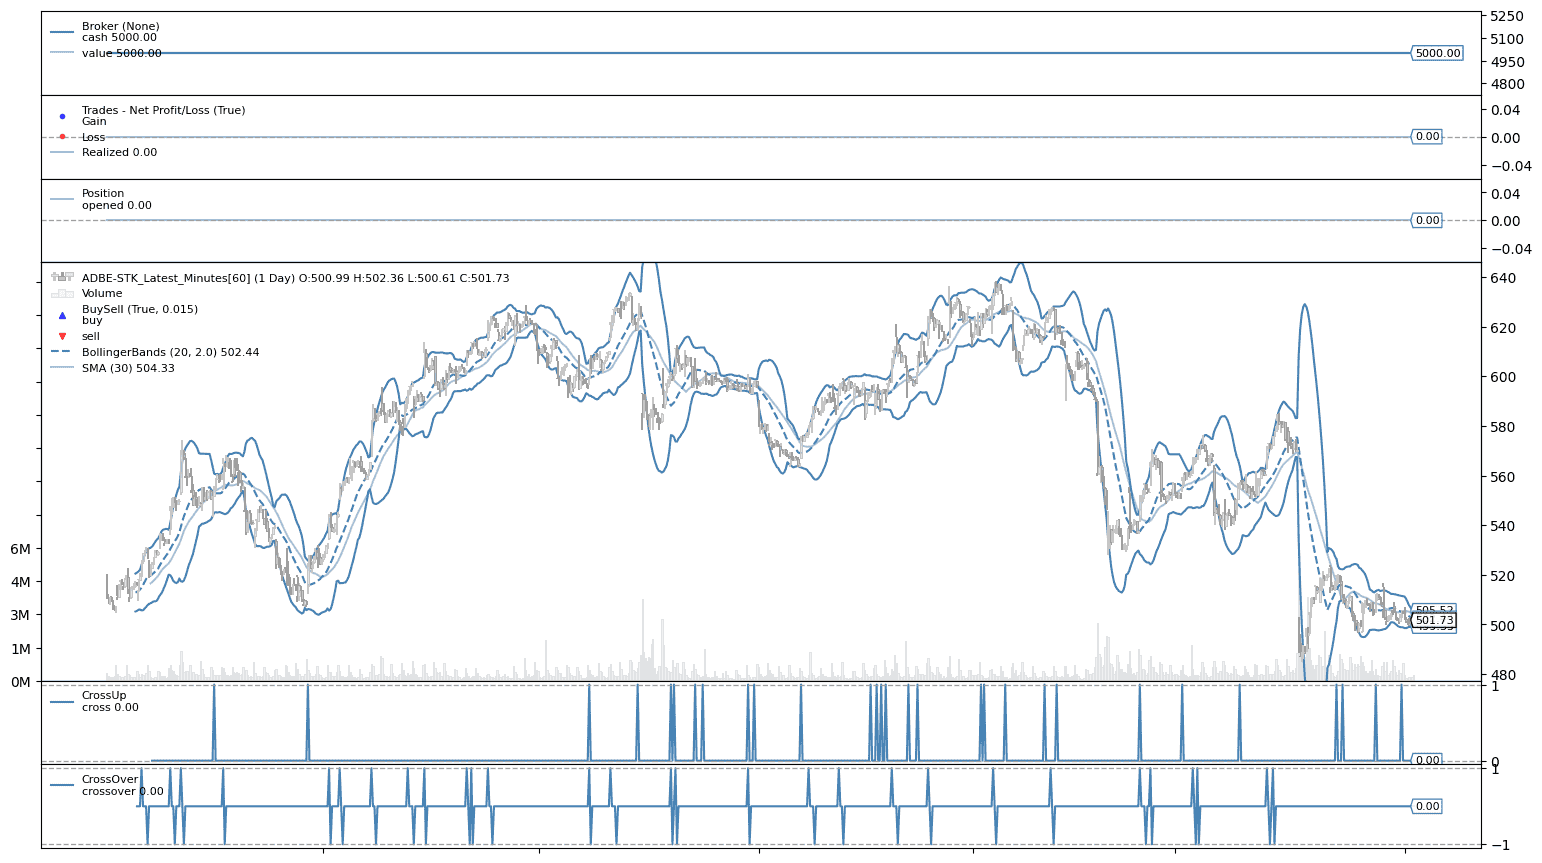 Broker (None)
cash 5000.00
value 5000.00
5000.00
5250
5100
4950
4800
Trades - Net Profit/Loss (True)
Gain
Loss
Realized 0.00
0.00
0.04
0.00
−0.04
Position
opened 0.00
0.00
0.04
0.00
−0.04
ADBE-STK_Latest_Minutes[60] (1 Day) O:500.99 H:502.36 L:500.61 C:501.73
Volume
BuySell (True, 0.015)
buy
sell
BollingerBands (20, 2.0) 502.44
SMA (30) 504.33
640
620
600
580
560
540
520
500
480
6M
4M
3M
1M
0M
505.52
501.73
CrossUp
cross 0.00
0.00
1
0
CrossOver
crossover 0.00
0.00
1
−1